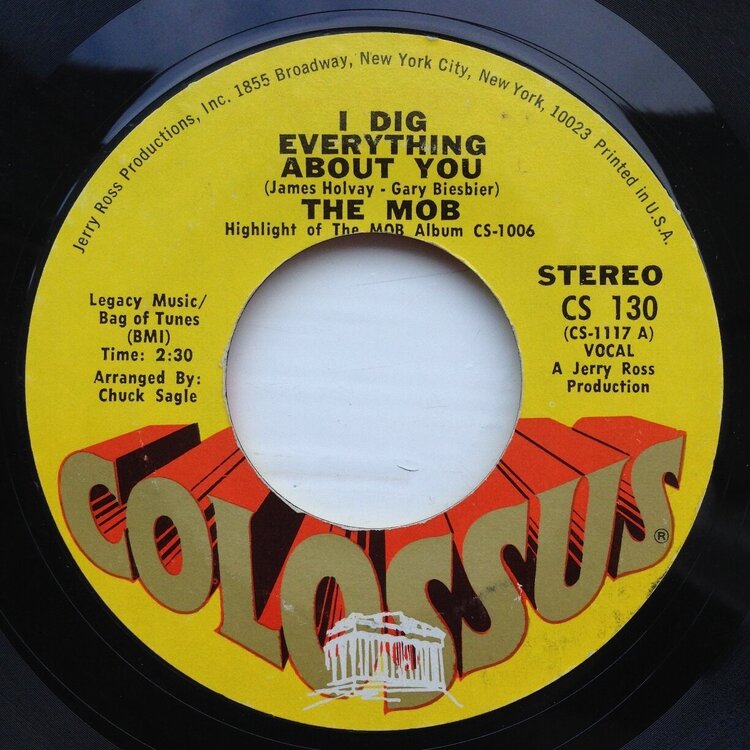 Jerry Ross Productions, Inc. 1855 Broadway, New York City, New York, 10023 Printed in U.S.A.
I DIG
EVERYTHING
ABOUT YOU
(James Holvay - Gary Biesbier)
THE MOB
Highlight of The MOB Album CS-1006
Legacy Music/
Bag of Tunes
(BMI)
Time: 2:30
Arranged By:
Chuck Sagle
STEREO
CS 130
(CS-1117 A)
VOCAL
A Jerry Ross
Production
COLOSSUS®